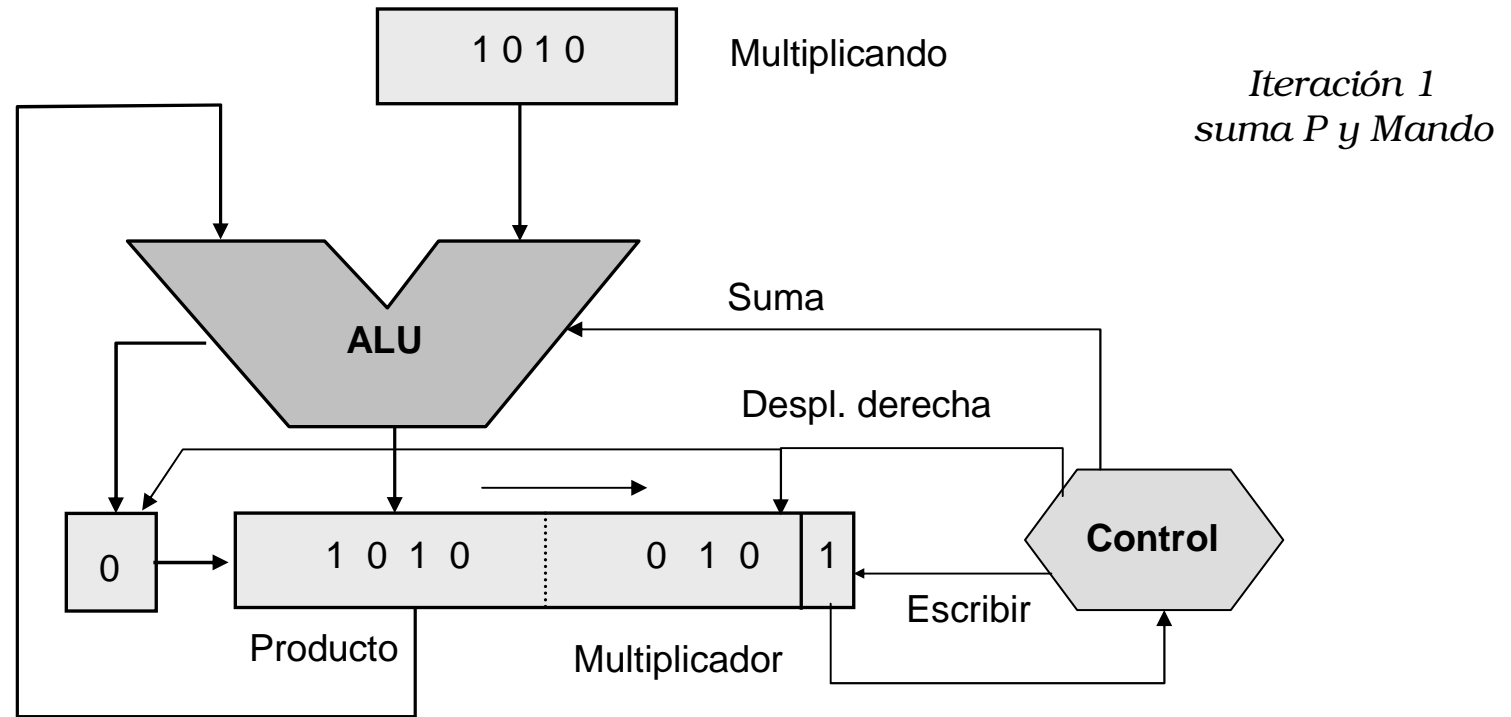 1 0 1 0
Multiplicando
Iteración 1
suma P y Mando
Suma
ALU
Despl. derecha
0
1 0 1 0
0 1 0
1
Control
Escribir
Producto
Multiplicador